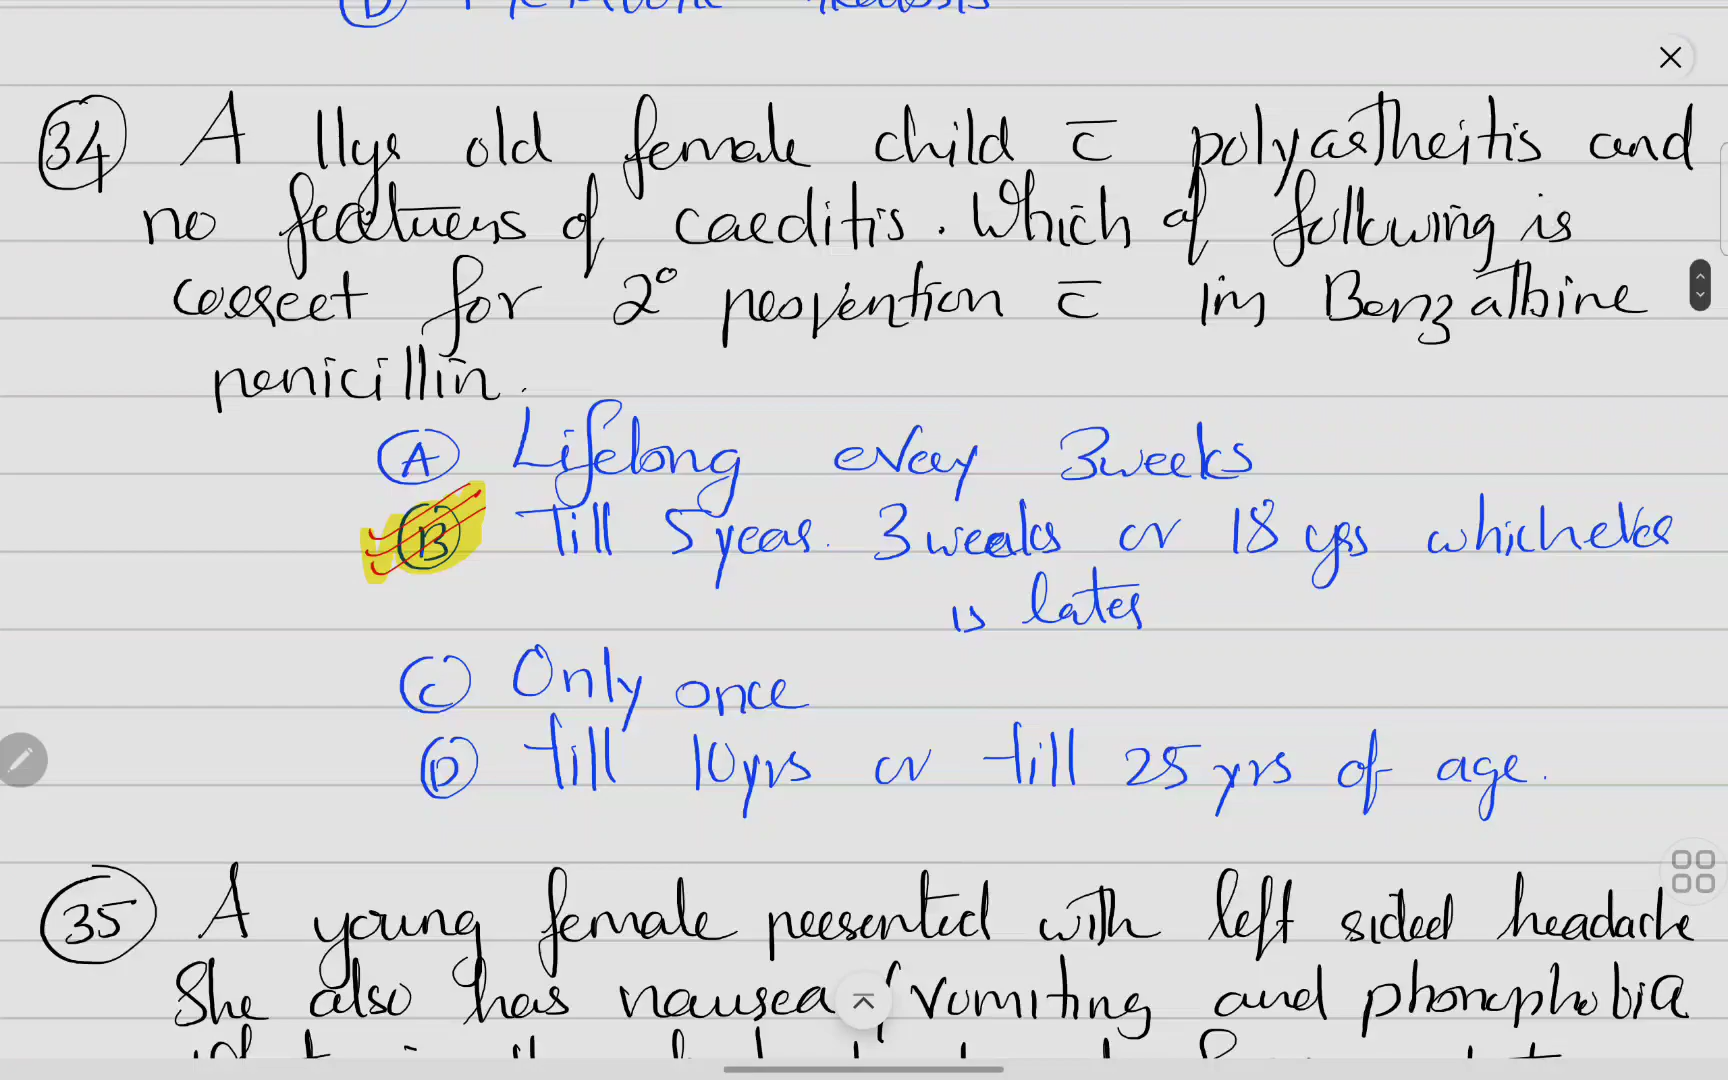 34 A 11yr old female child c̄ polyarthritis and
no features of carditis. Which of following is
correct for 2° prevention c̄ Inj Benzathine
penicillin.
A Lifelong every 3weeks
B Till 5 year 3 weeks or 18 yrs whichever
is later
C Only once
D till 10yrs or till 25 yrs of age.
35 A young female presented with left sided headache
She also has nausea / vomiting and phonophobia